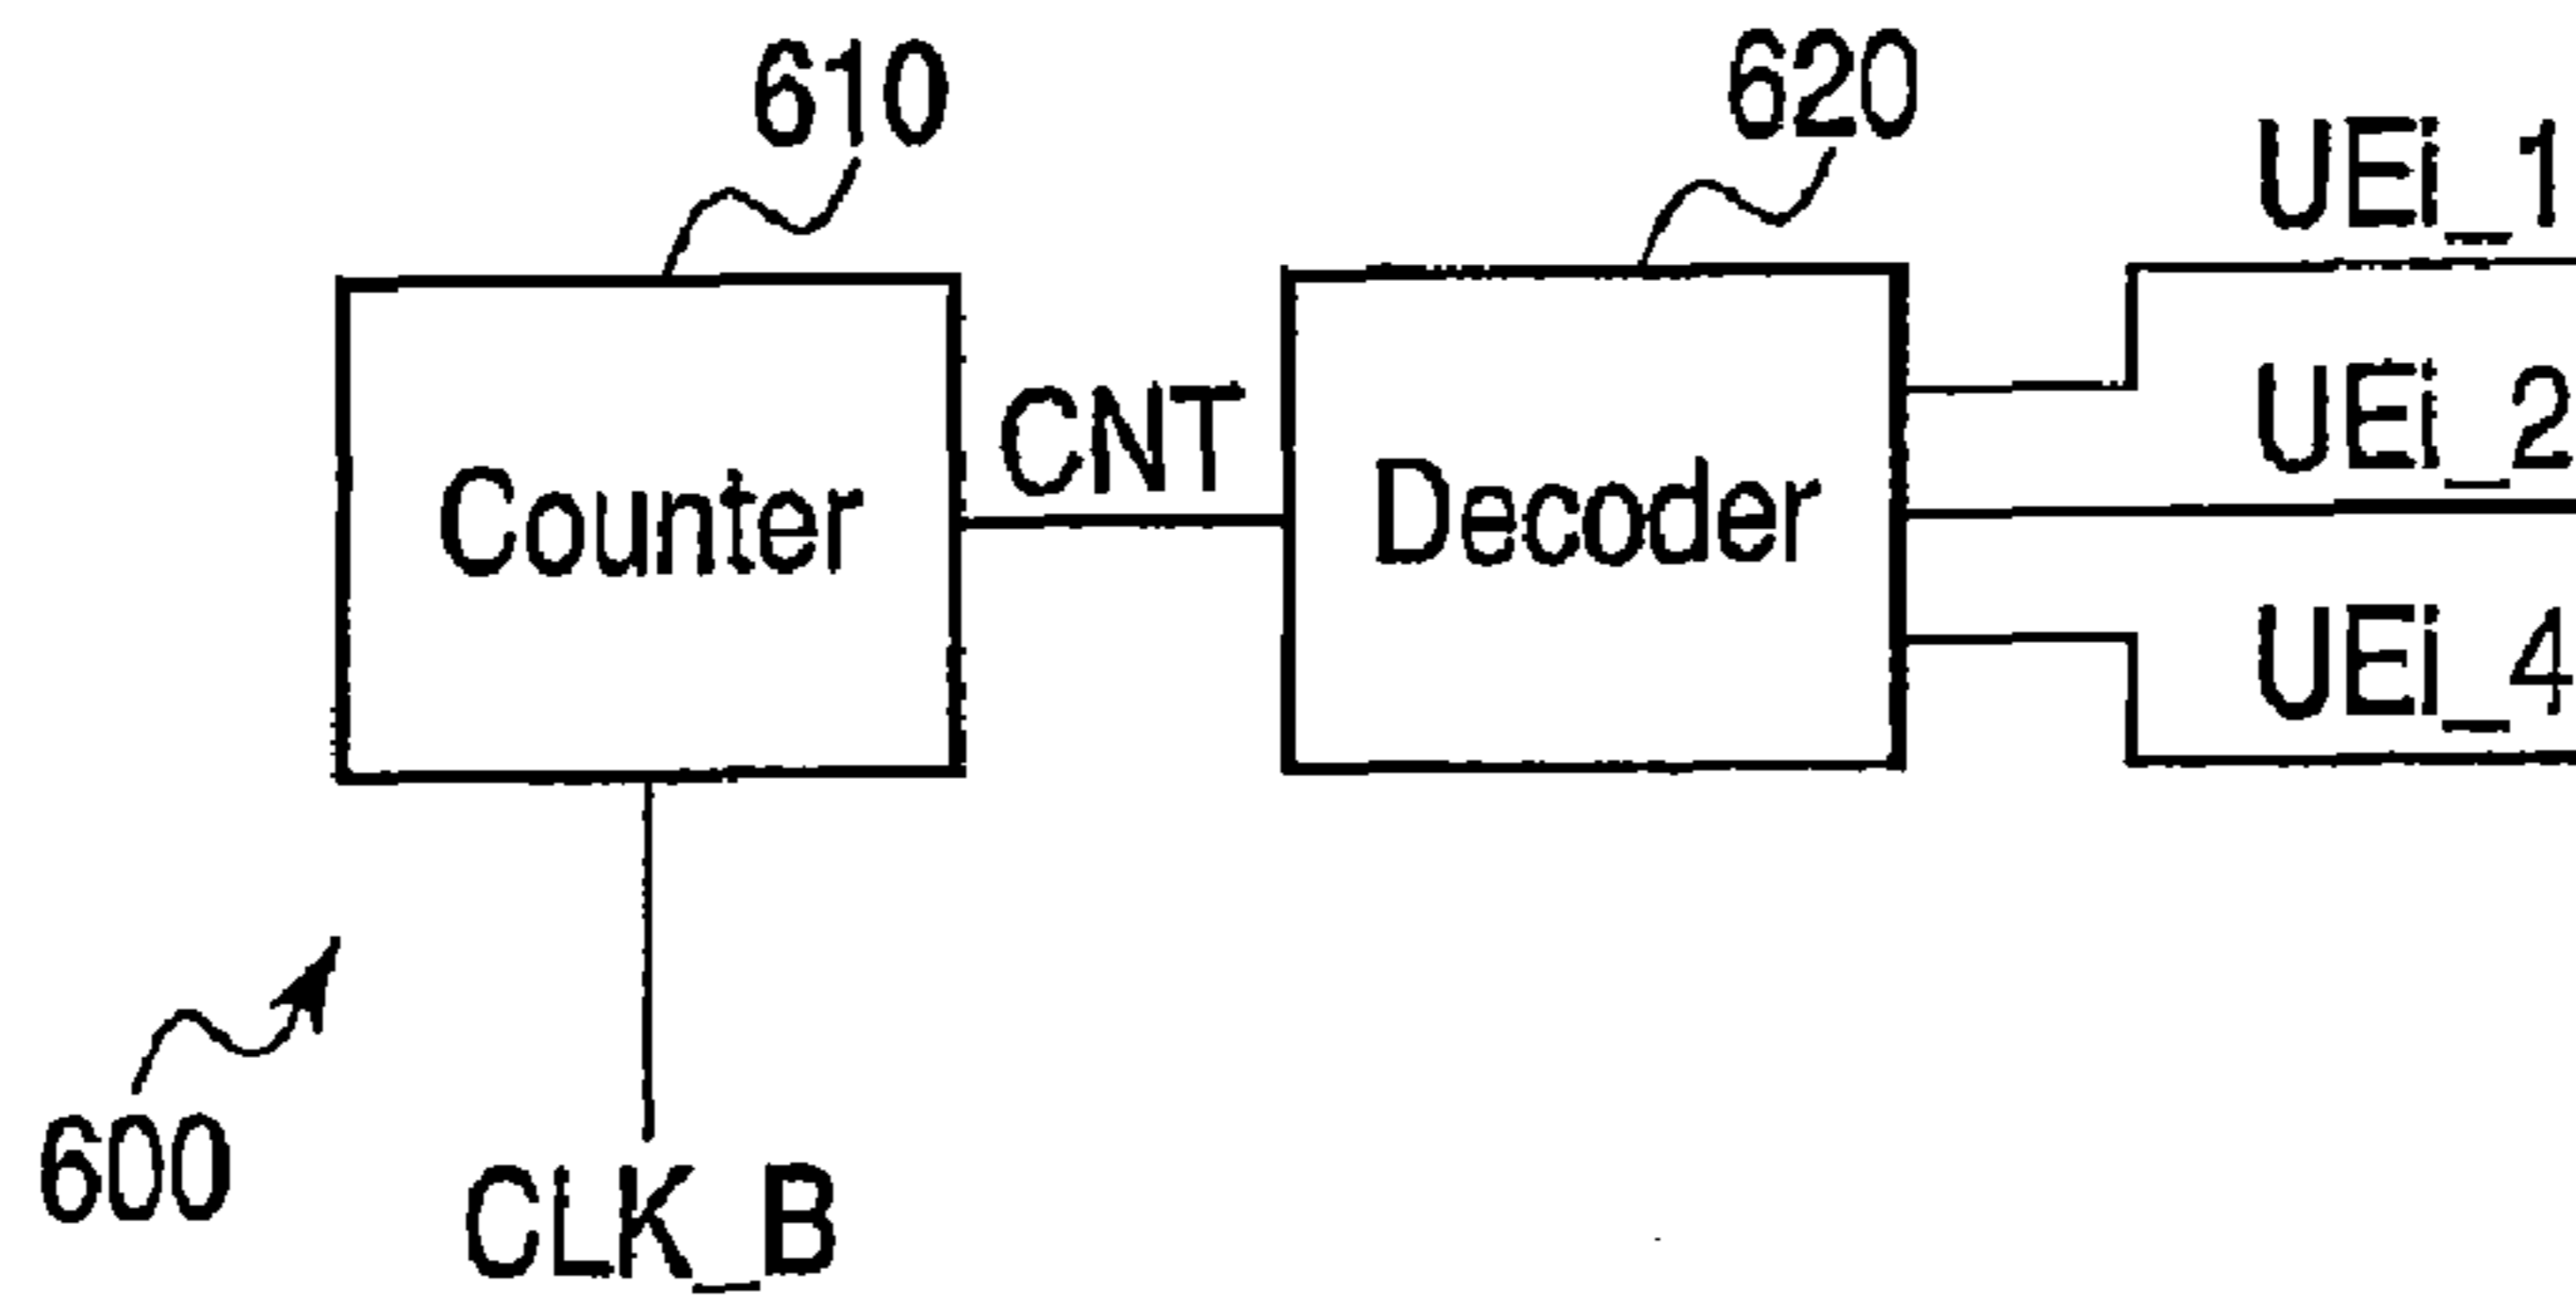 610
620
UEi_1
CNT
UEi_2
Counter
Decoder
UEi_4
600
CLK_B